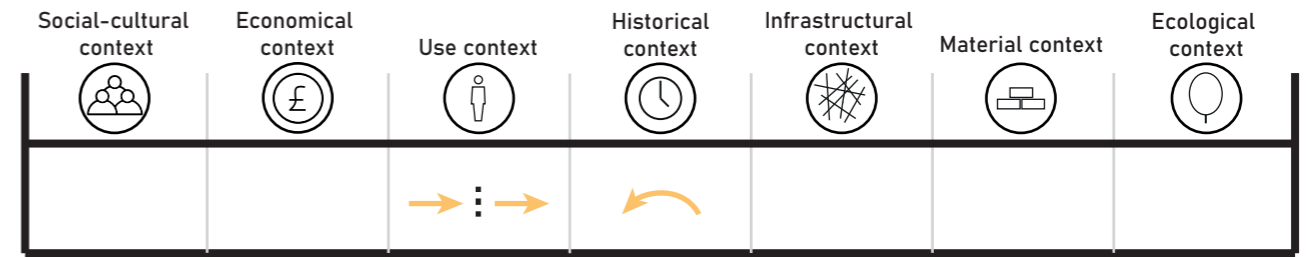 Social-cultural
context
Economical
context
Use context
Historical
context
Infrastructural
context
Material context
Ecological
context
£